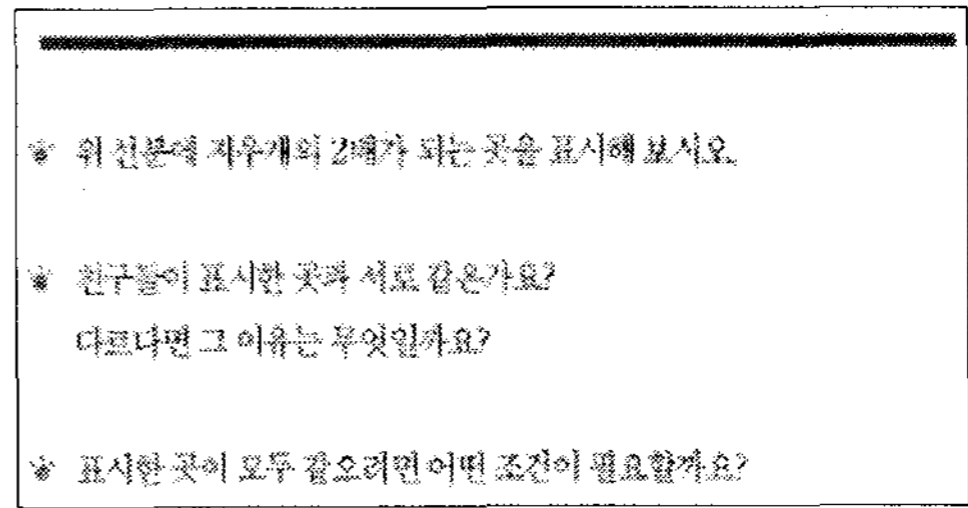 ※ 위 선분에 지우개의 2배가 되는 곳을 표시해 보시오.
※ 친구들이 표시한 곳과 서로 같은가요?
다르다면 그 이유는 무엇일까요?
※ 표시한 곳이 모두 같으려면 어떤 조건이 필요할까요?